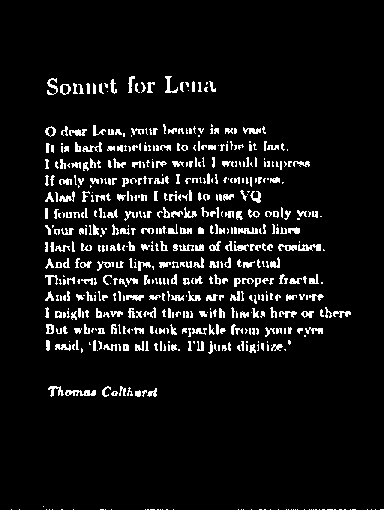 Sonnet for Lena
O dear Lena, your beauty is so vast
It is hard sometimes to describe it fast.
I thought the entire world I would impress
If only your portrait I could compress.
Alas! First when I tried to use VQ
I found that your cheeks belong to only you.
Your silky hair contains a thousand lines
Hard to match with sums of discrete cosines.
And for your lips, sensual and tactual
Thirteen Crays found not the proper fractal.
And while these setbacks are all quite severe
I might have fixed them with hacks here or there
But when filters took sparkle from your eyes
I said, 'Damn all this. I'll just digitize.'
Thomas Colthurst